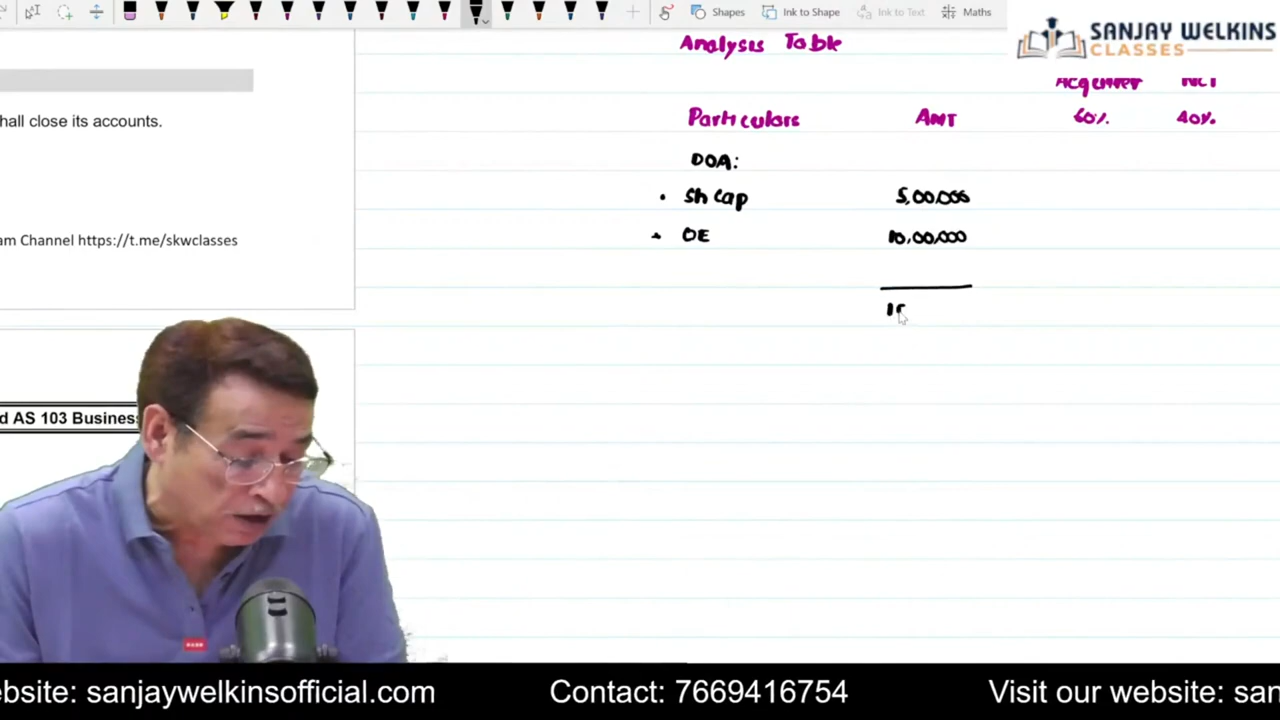 Shapes Ink to Shape Ink to Text Maths
SANJAY WELKINS
CLASSES
Analysis Table
Acquirer NCI
Particulars AMT 60% 40%
hall close its accounts.
DOA:
• Sh cap 5,00,000
• OE 10,00,000
am Channel https://t.me/skwclasses
15
d AS 103 Business
ebsite: sanjaywelkinsofficial.com Contact: 7669416754 Visit our website: san